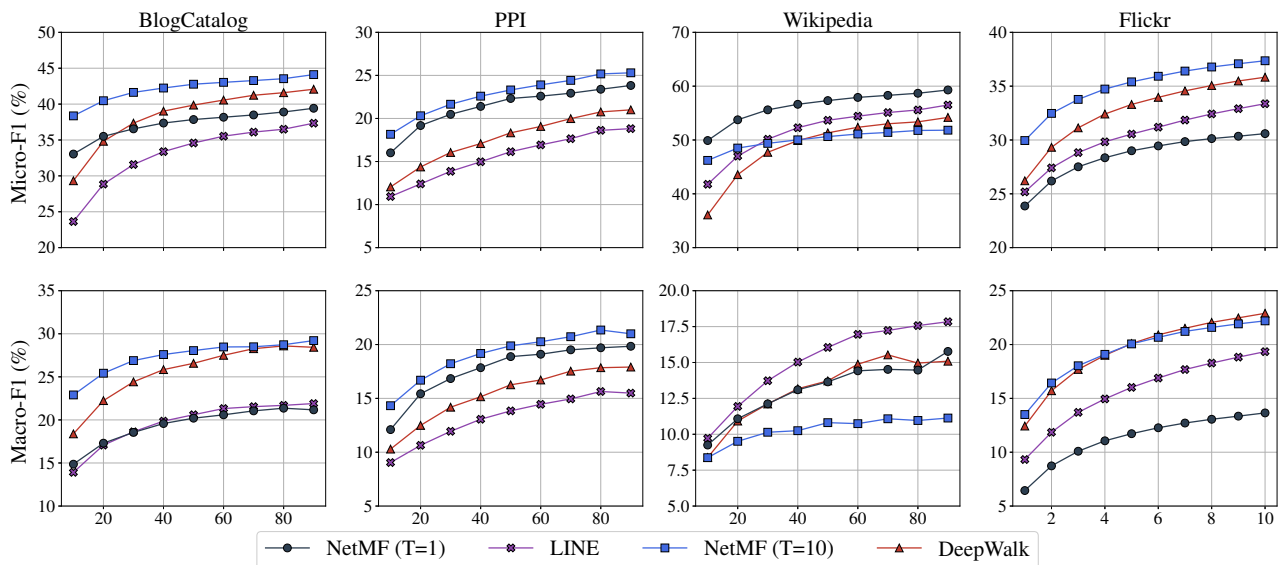 BlogCatalog PPI Wikipedia Flickr
Micro-F1 (%)
50 45 40 35 30 25 20
30 25 20 15 10 5
70 60 50 40 30
40 35 30 25 20
Macro-F1 (%)
35 30 25 20 15 10
25 20 15 10 5
20.0 17.5 15.0 12.5 10.0 7.5 5.0
25 20 15 10 5
20 40 60 80 20 40 60 80 20 40 60 80 2 4 6 8 10
NetMF (T=1) LINE NetMF (T=10) DeepWalk